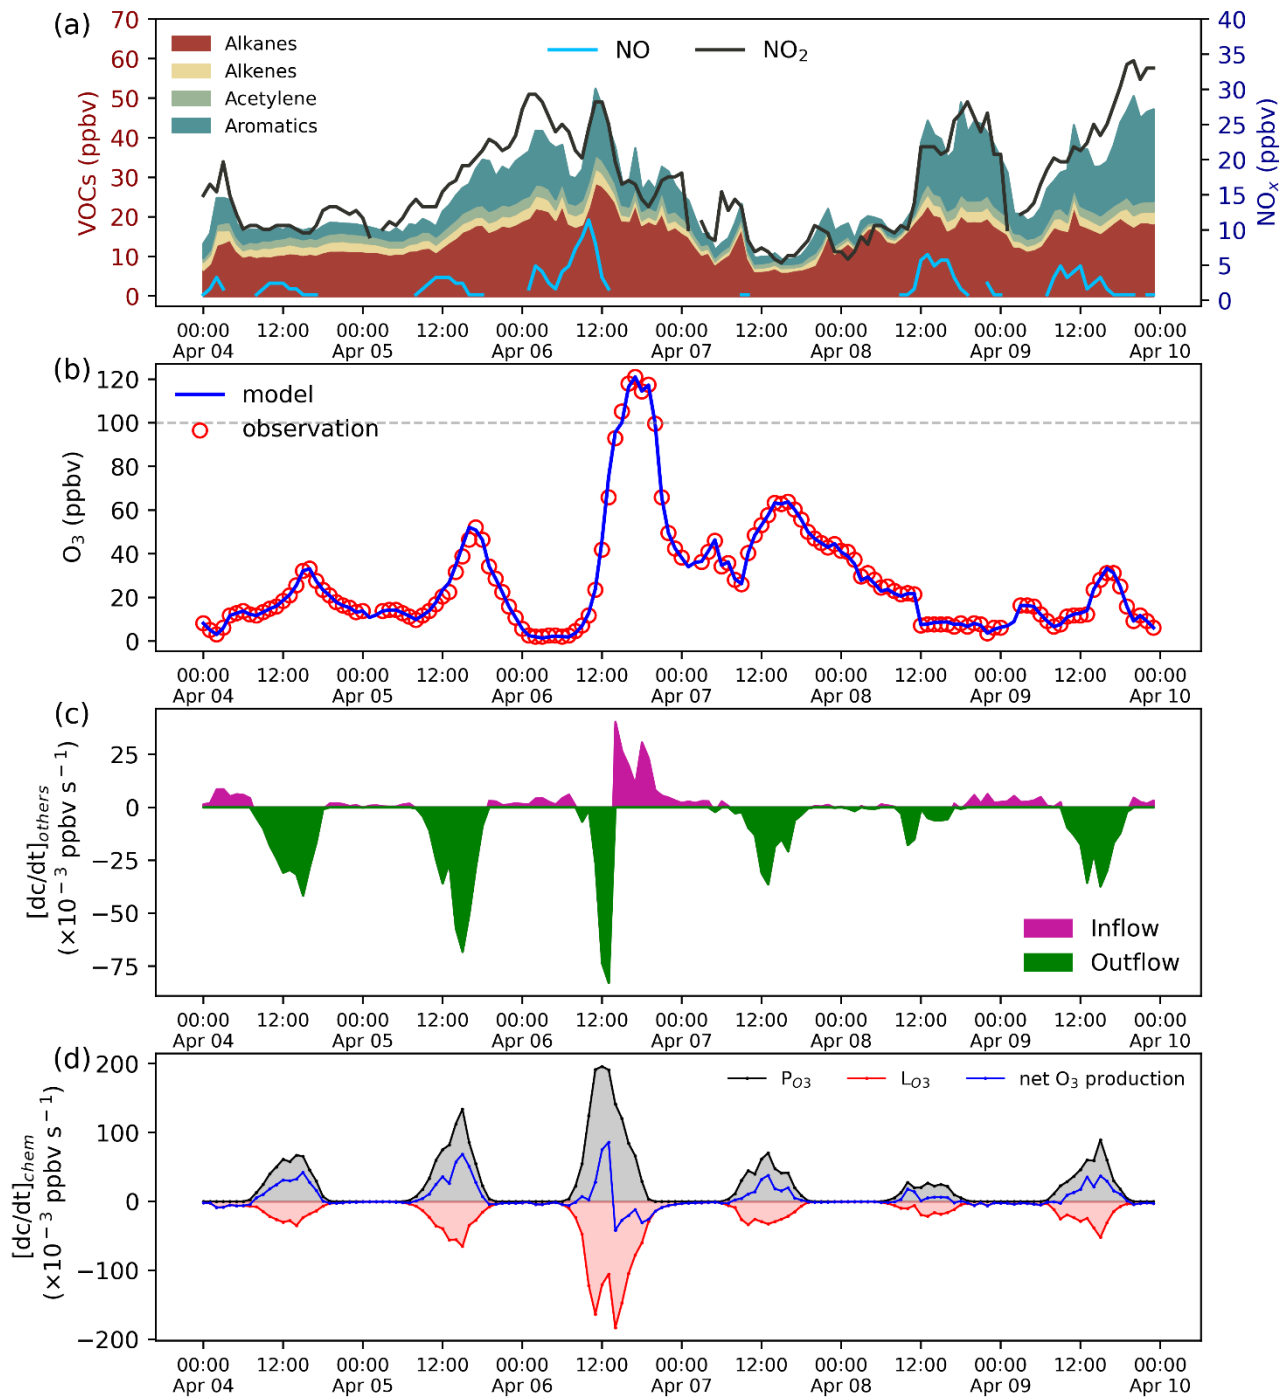 (a)
70
60
50
40
30
20
10
0
VOCs (ppbv)
Alkanes
Alkenes
Acetylene
Aromatics
NO
NO₂
40
35
30
25
20
15
10
5
0
NOₓ (ppbv)
00:00 12:00 00:00 12:00 00:00 12:00 00:00 12:00 00:00 12:00 00:00 12:00 00:00
Apr 04 Apr 05 Apr 06 Apr 07 Apr 08 Apr 09 Apr 10
(b)
120
100
80
60
40
20
0
O₃ (ppbv)
model
observation
00:00 12:00 00:00 12:00 00:00 12:00 00:00 12:00 00:00 12:00 00:00 12:00 00:00
Apr 04 Apr 05 Apr 06 Apr 07 Apr 08 Apr 09 Apr 10
(c)
25
0
−25
−50
−75
[dc/dt]others
(×10⁻³ ppbv s⁻¹)
Inflow
Outflow
00:00 12:00 00:00 12:00 00:00 12:00 00:00 12:00 00:00 12:00 00:00 12:00 00:00
Apr 04 Apr 05 Apr 06 Apr 07 Apr 08 Apr 09 Apr 10
(d)
200
100
0
−100
−200
[dc/dt]chem
(×10⁻³ ppbv s⁻¹)
P_O3 L_O3 net O₃ production
00:00 12:00 00:00 12:00 00:00 12:00 00:00 12:00 00:00 12:00 00:00 12:00 00:00
Apr 04 Apr 05 Apr 06 Apr 07 Apr 08 Apr 09 Apr 10